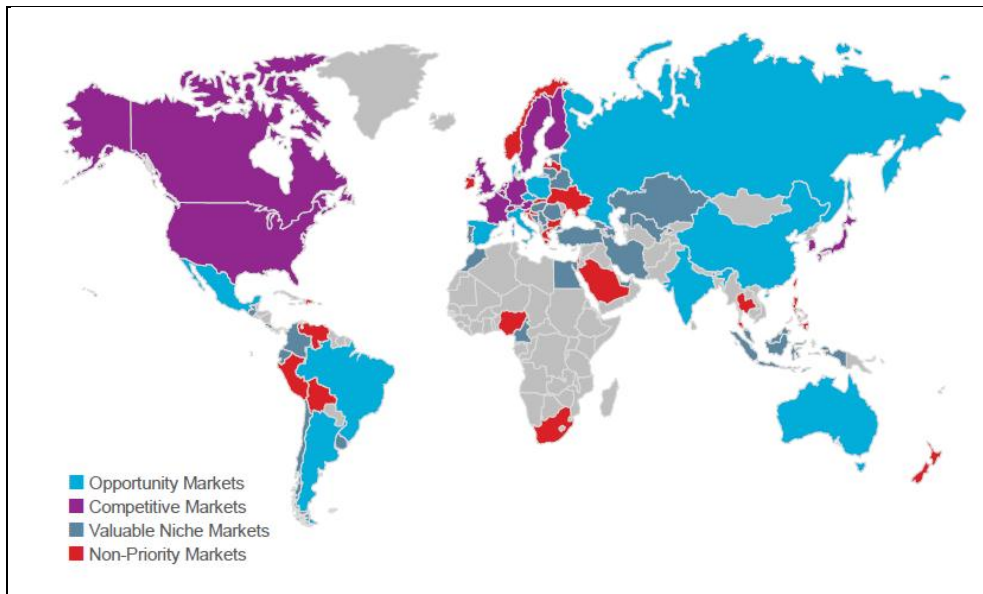 Opportunity Markets
Competitive Markets
Valuable Niche Markets
Non-Priority Markets